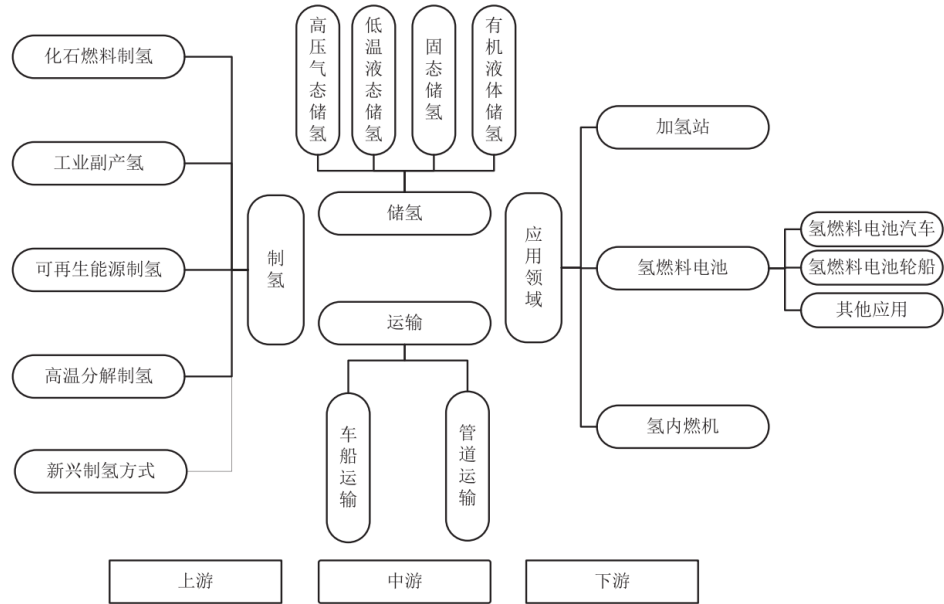 化石燃料制氢
工业副产氢
可再生能源制氢
高温分解制氢
新兴制氢方式
制氢
高压气态储氢
低温液态储氢
固态储氢
有机液体储氢
储氢
运输
车船运输
管道运输
应用领域
加氢站
氢燃料电池
氢内燃机
氢燃料电池汽车
氢燃料电池轮船
其他应用
上游
中游
下游